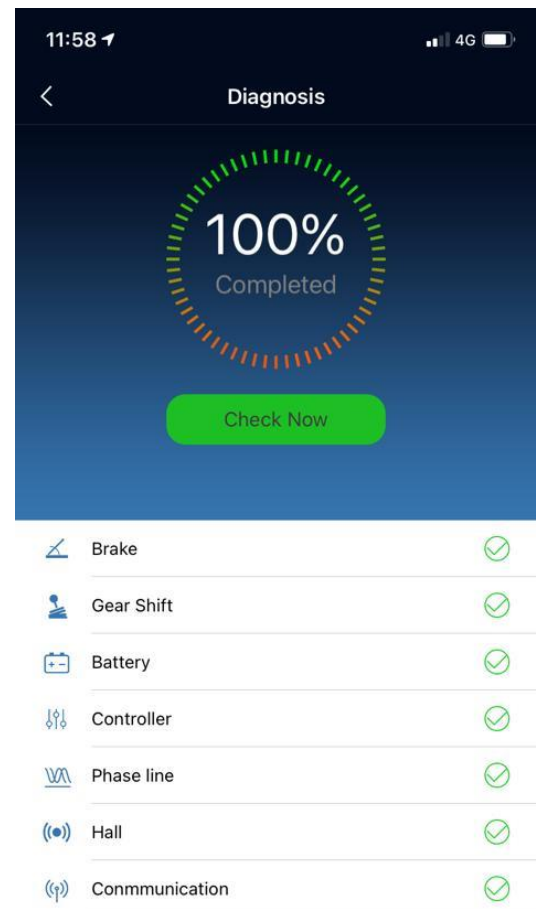 11:58
4G
Diagnosis
100%
Completed
Check Now
Brake
Gear Shift
Battery
Controller
Phase line
Hall
Conmmunication